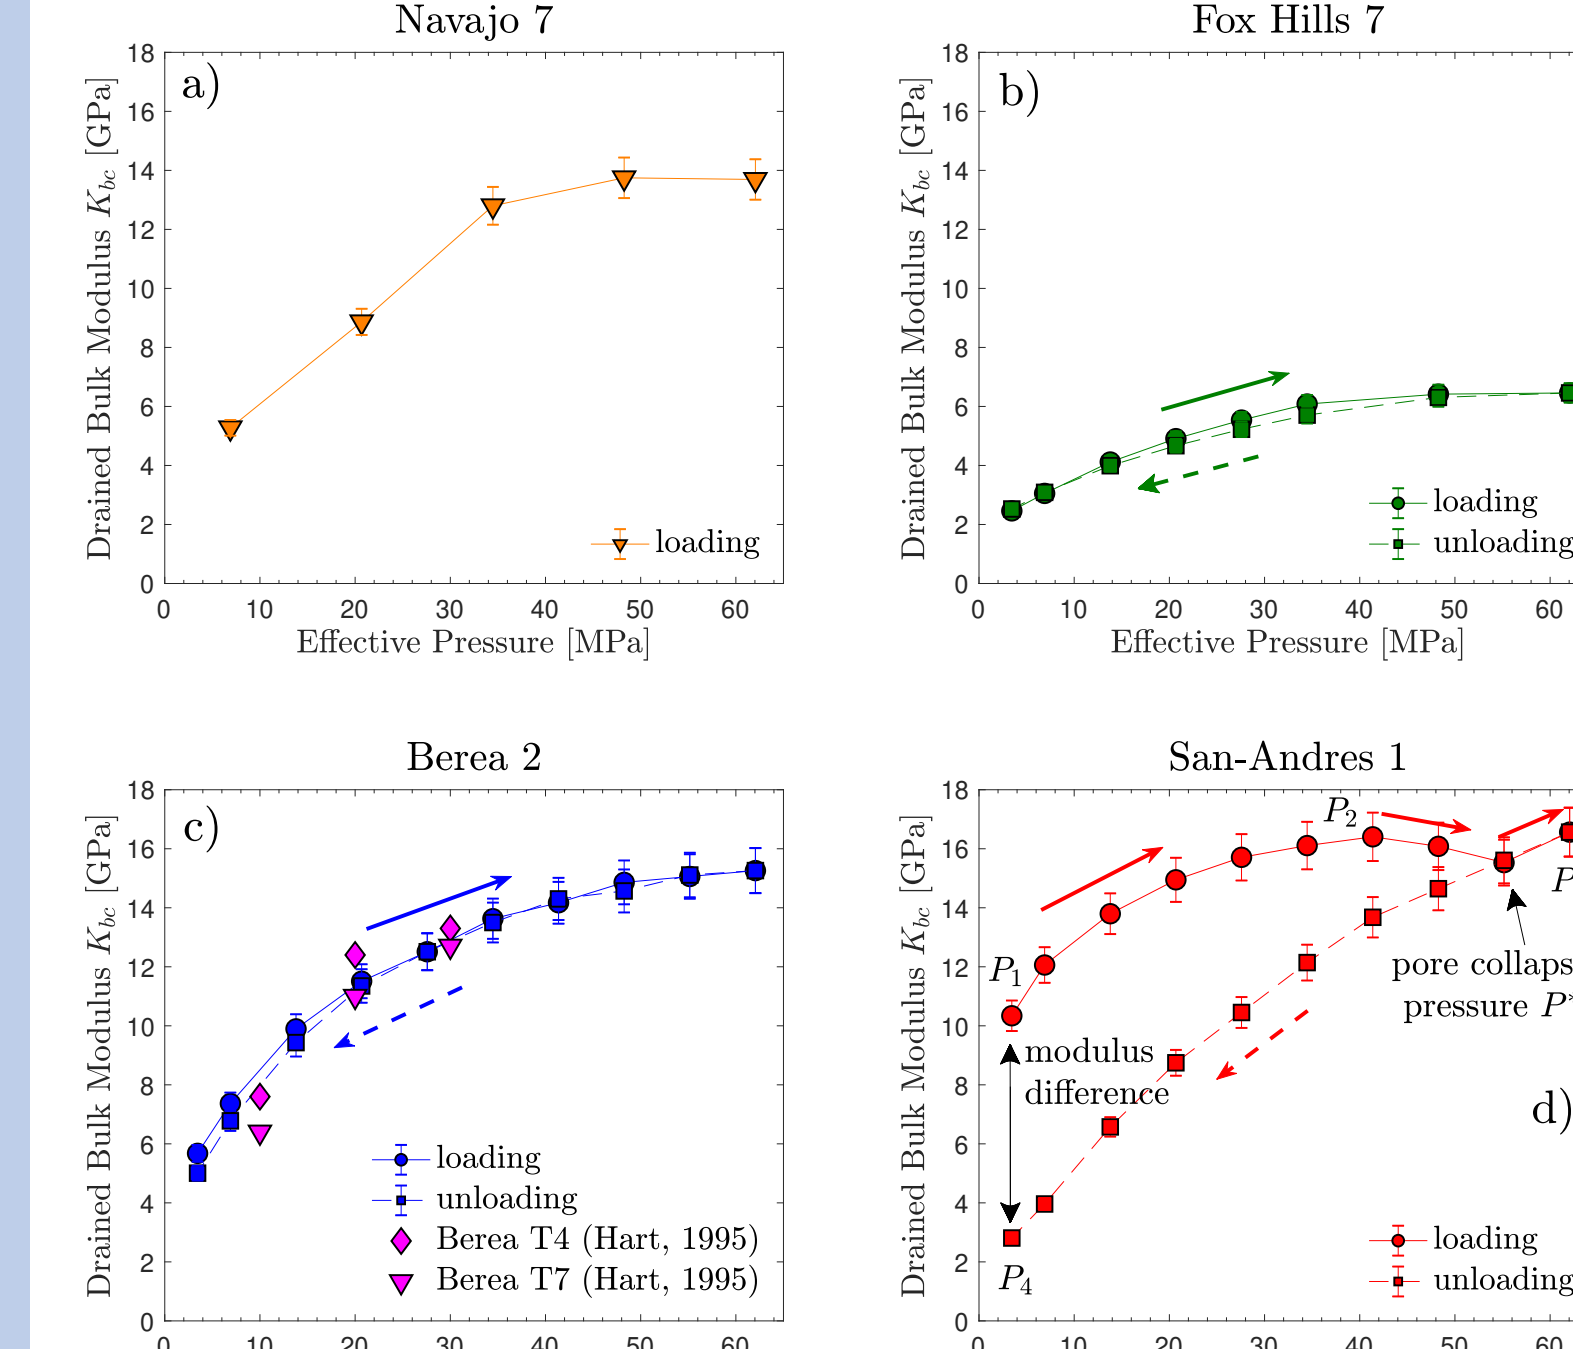 Navajo 7
a)
Drained Bulk Modulus K_bc [GPa]
18
16
14
12
10
8
6
4
2
0
loading
0 10 20 30 40 50 60
Effective Pressure [MPa]
Fox Hills 7
b)
Drained Bulk Modulus K_bc [GPa]
18
16
14
12
10
8
6
4
2
0
loading
unloading
0 10 20 30 40 50 60
Effective Pressure [MPa]
Berea 2
c)
Drained Bulk Modulus K_bc [GPa]
18
16
14
12
10
8
6
4
2
0
loading
unloading
Berea T4 (Hart, 1995)
Berea T7 (Hart, 1995)
0 10 20 30 40 50 60
San-Andres 1
Drained Bulk Modulus K_bc [GPa]
18
16
14
12
10
8
6
4
2
0
P_2
P
P_1
pore collaps
pressure P*
modulus
difference
d)
P_4
loading
unloading
0 10 20 30 40 50 60